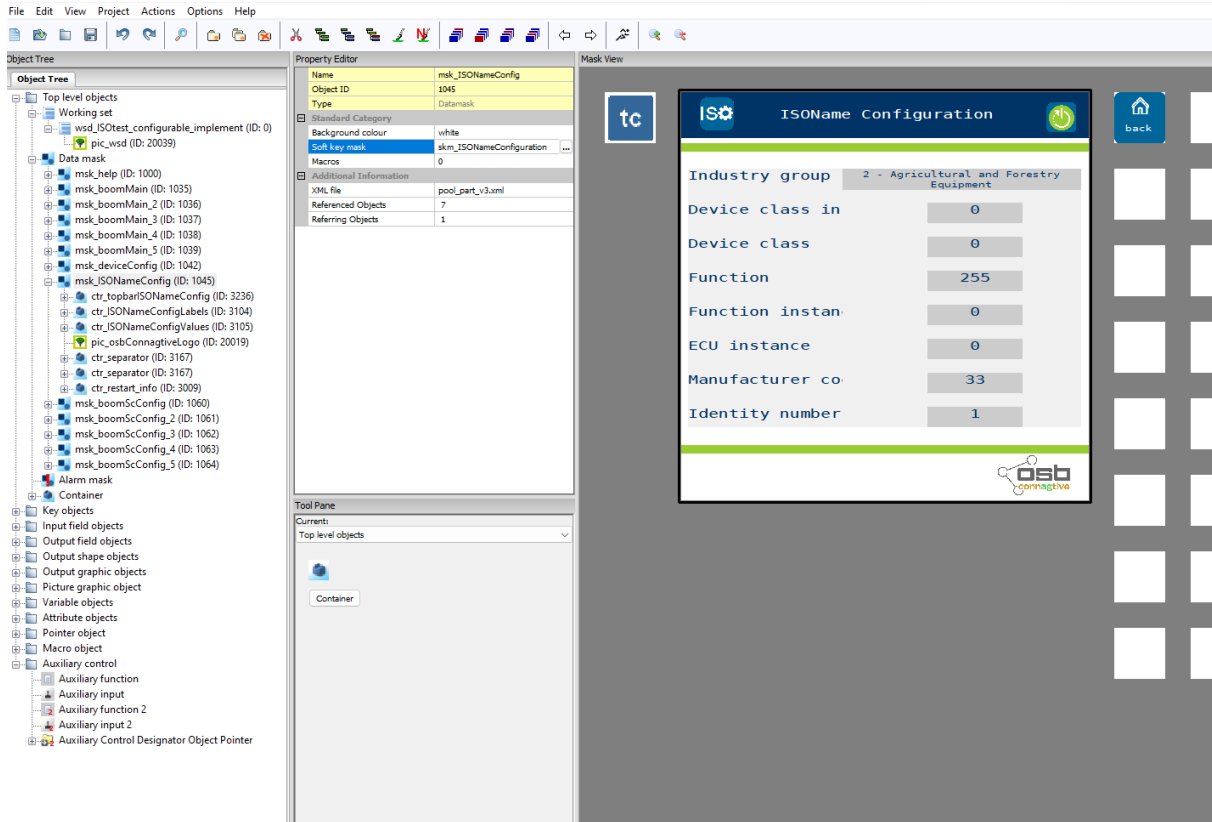 File Edit View Project Actions Options Help
Object Tree
Object Tree
Top level objects
Working set
wsd_ISOtest_configurable_implement (ID: 0)
pic_wsd (ID: 20039)
Data mask
msk_help (ID: 1000)
msk_boomMain (ID: 1035)
msk_boomMain_2 (ID: 1036)
msk_boomMain_3 (ID: 1037)
msk_boomMain_4 (ID: 1038)
msk_boomMain_5 (ID: 1039)
msk_deviceConfig (ID: 1042)
msk_ISONameConfig (ID: 1045)
ctr_topbarISONameConfig (ID: 3236)
ctr_ISONameConfigLabels (ID: 3104)
ctr_ISONameConfigValues (ID: 3105)
pic_osbConnagtiveLogo (ID: 20019)
ctr_separator (ID: 3167)
ctr_separator (ID: 3167)
ctr_restart_info (ID: 3009)
msk_boomScConfig (ID: 1060)
msk_boomScConfig_2 (ID: 1061)
msk_boomScConfig_3 (ID: 1062)
msk_boomScConfig_4 (ID: 1063)
msk_boomScConfig_5 (ID: 1064)
Alarm mask
Container
Key objects
Input field objects
Output field objects
Output shape objects
Output graphic objects
Picture graphic object
Variable objects
Attribute objects
Pointer object
Macro object
Auxiliary control
Auxiliary function
Auxiliary input
Auxiliary function 2
Auxiliary input 2
Auxiliary Control Designator Object Pointer
Property Editor
Name msk_ISONameConfig
Object ID 1045
Type Datamask
Standard Category
Background colour white
Soft key mask skm_ISONameConfiguration ...
Macros 0
Additional Information
XML file pool_part_v3.xml
Referenced Objects 7
Referring Objects 1
Tool Pane
Current:
Top level objects
Container
Mask View
tc
ISO ISOName Configuration
back
Industry group 2 - Agricultural and Forestry
Equipment
Device class in 0
Device class 0
Function 255
Function instan 0
ECU instance 0
Manufacturer co 33
Identity number 1
osb
connagtive